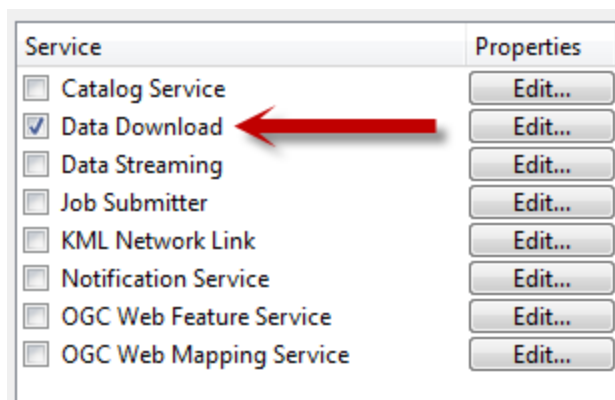 Service Properties
Catalog Service Edit...
Data Download Edit...
Data Streaming Edit...
Job Submitter Edit...
KML Network Link Edit...
Notification Service Edit...
OGC Web Feature Service Edit...
OGC Web Mapping Service Edit...